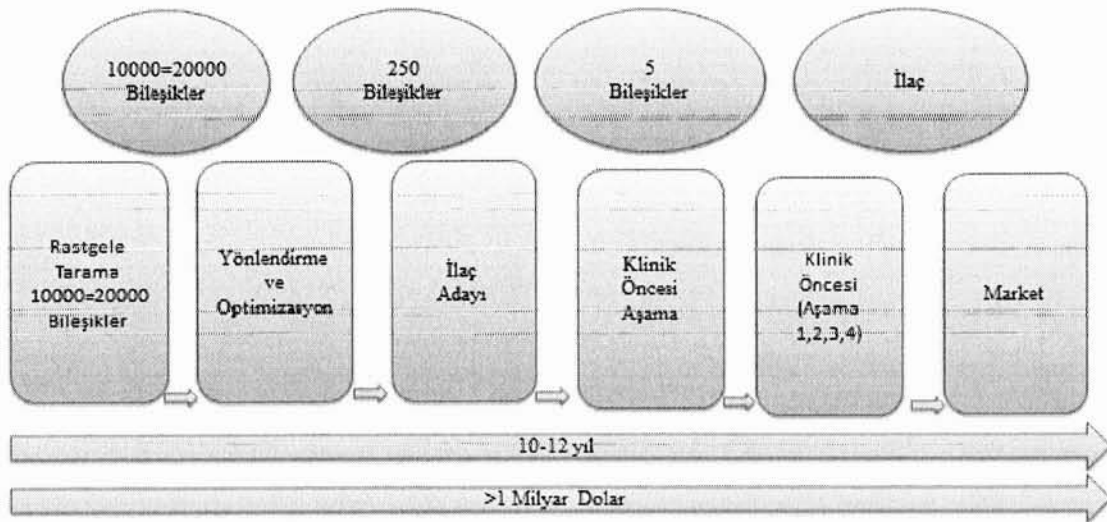 10000=20000
Bileşikler
250
Bileşikler
5
Bileşikler
İlaç
Rastgele
Tarama
10000=20000
Bileşikler
Yönlendirme
ve
Optimizasyon
İlaç
Adayı
Klinik
Öncesi
Aşama
Klinik
Öncesi
(Aşama
1,2,3,4)
Market
10-12 yıl
>1 Milyar Dolar